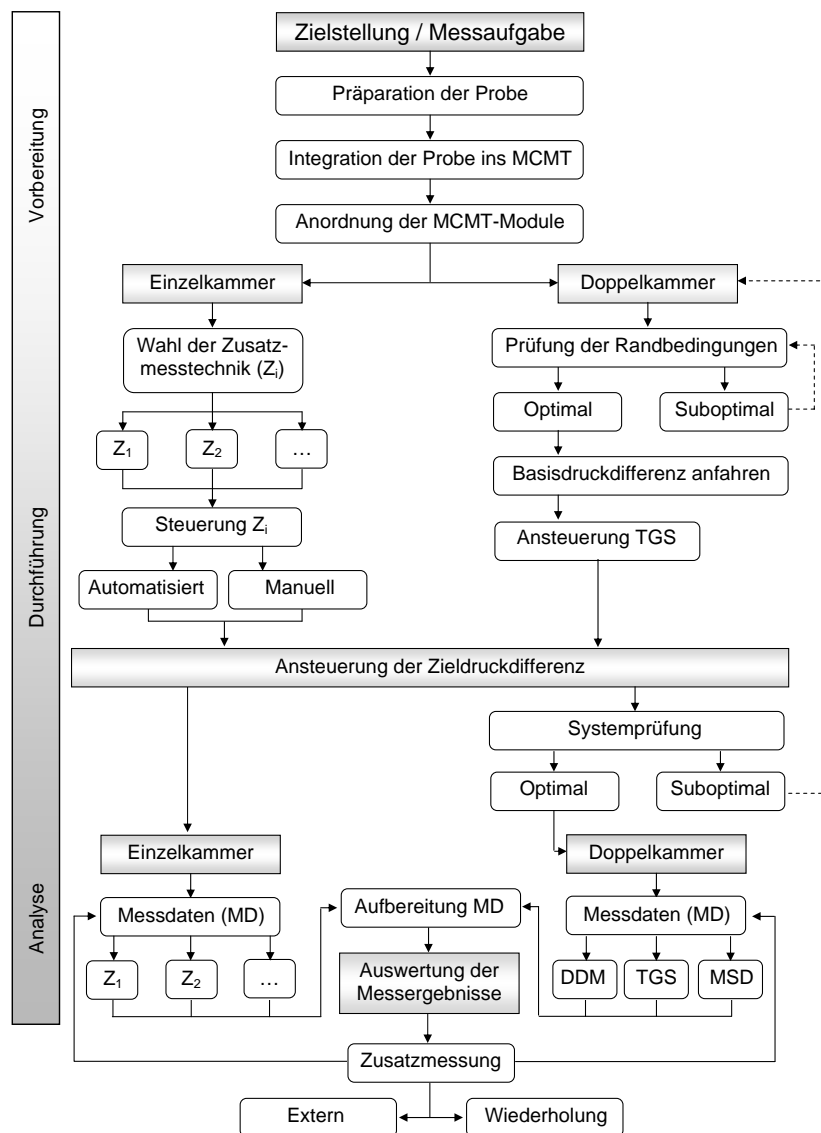 Zielstellung / Messaufgabe
Präparation der Probe
Integration der Probe ins MCMT
Anordnung der MCMT-Module
Vorbereitung
Einzelkammer
Doppelkammer
Wahl der Zusatz-
messtechnik (Zi)
Prüfung der Randbedingungen
Optimal
Suboptimal
Z1
Z2
…
Basisdruckdifferenz anfahren
Steuerung Zi
Ansteuerung TGS
Automatisiert
Manuell
Durchführung
Ansteuerung der Zieldruckdifferenz
Systemprüfung
Optimal
Suboptimal
Einzelkammer
Doppelkammer
Analyse
Messdaten (MD)
Aufbereitung MD
Messdaten (MD)
Z1
Z2
…
Auswertung der
Messergebnisse
DDM
TGS
MSD
Zusatzmessung
Extern
Wiederholung